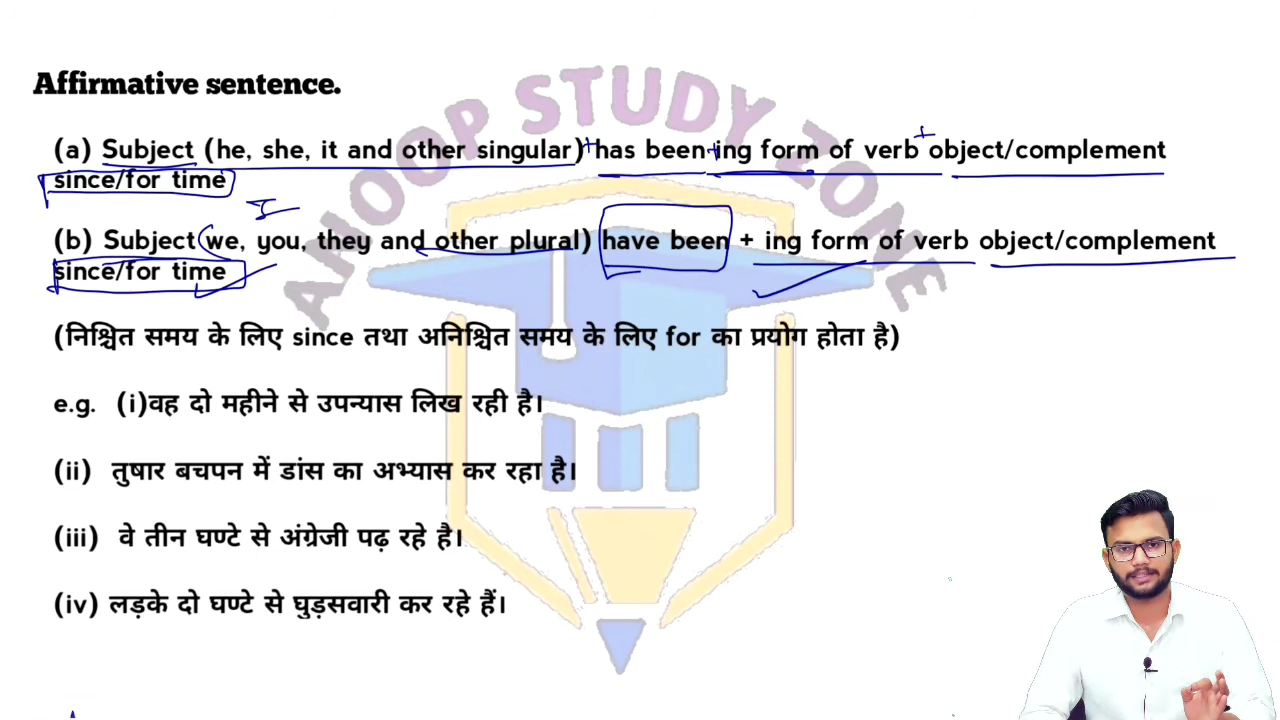 Affirmative sentence.
(a) Subject (he, she, it and other singular)+has been+ing form of verb + object/complement
since/for time
I
(b) Subject (we, you, they and other plural) have been + ing form of verb object/complement
since/for time
(निश्चित समय के लिए since तथा अनिश्चित समय के लिए for का प्रयोग होता है)
e.g. (i)वह दो महीने से उपन्यास लिख रही है।
(ii) तुषार बचपन में डांस का अभ्यास कर रहा है।
(iii) वे तीन घण्टे से अंग्रेजी पढ़ रहे है।
(iv) लड़के दो घण्टे से घुड़सवारी कर रहे हैं।
AHOOP STUDY ZONE